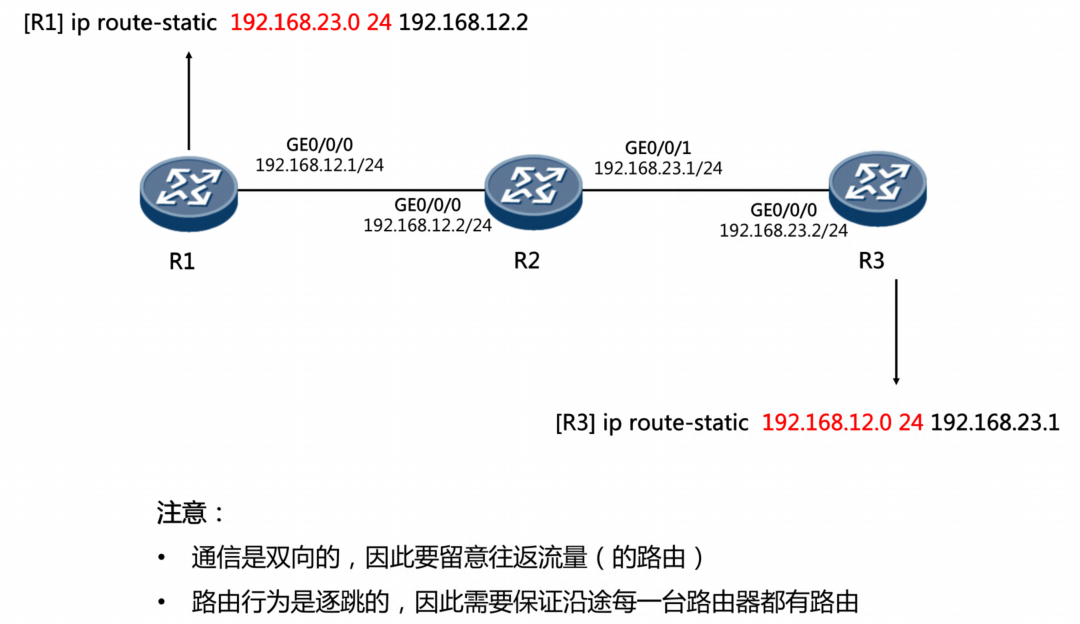 [R1] ip route-static 192.168.23.0 24 192.168.12.2
GE0/0/0
192.168.12.1/24
GE0/0/1
192.168.23.1/24
GE0/0/0
192.168.12.2/24
GE0/0/0
192.168.23.2/24
R1
R2
R3
[R3] ip route-static 192.168.12.0 24 192.168.23.1
注意：
• 通信是双向的，因此要留意往返流量（的路由）
• 路由行为是逐跳的，因此需要保证沿途每一台路由器都有路由